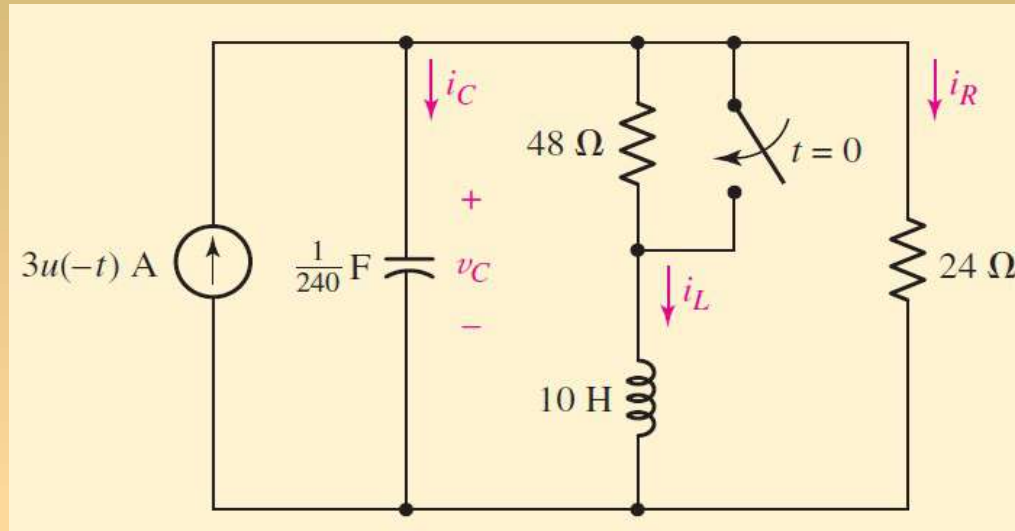 3u(−t) A
1/240 F
i_C
+
v_C
−
48 Ω
t = 0
i_L
10 H
i_R
24 Ω